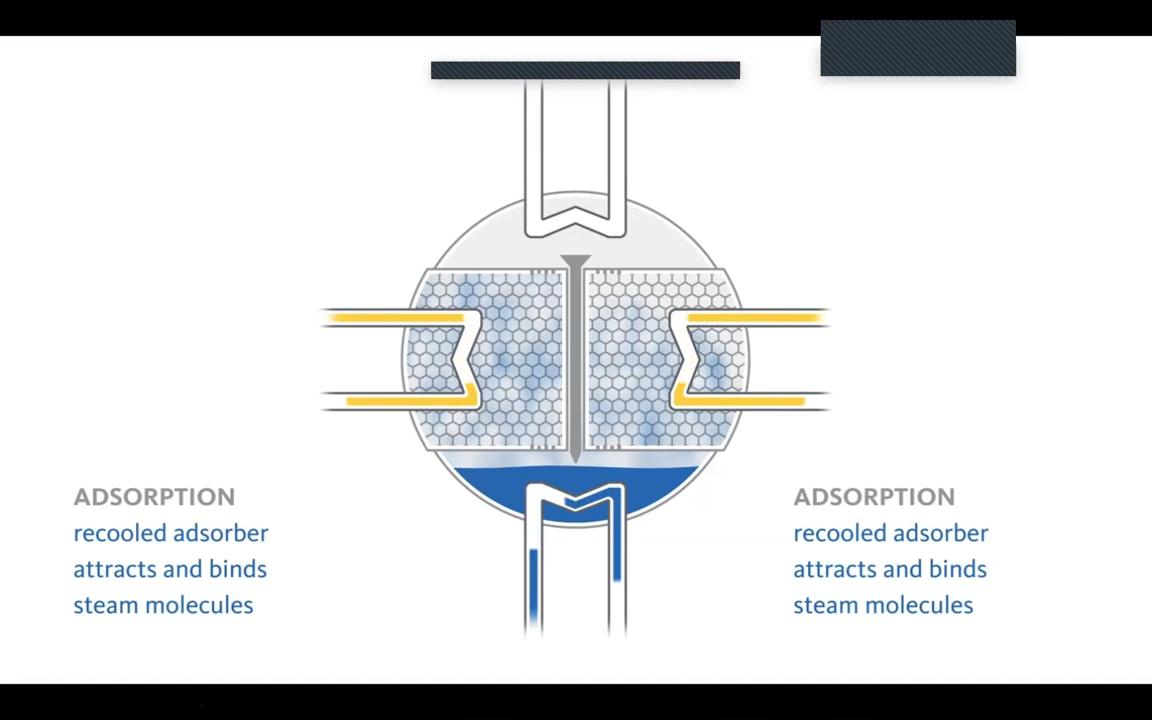 ADSORPTION
recooled adsorber
attracts and binds
steam molecules
ADSORPTION
recooled adsorber
attracts and binds
steam molecules